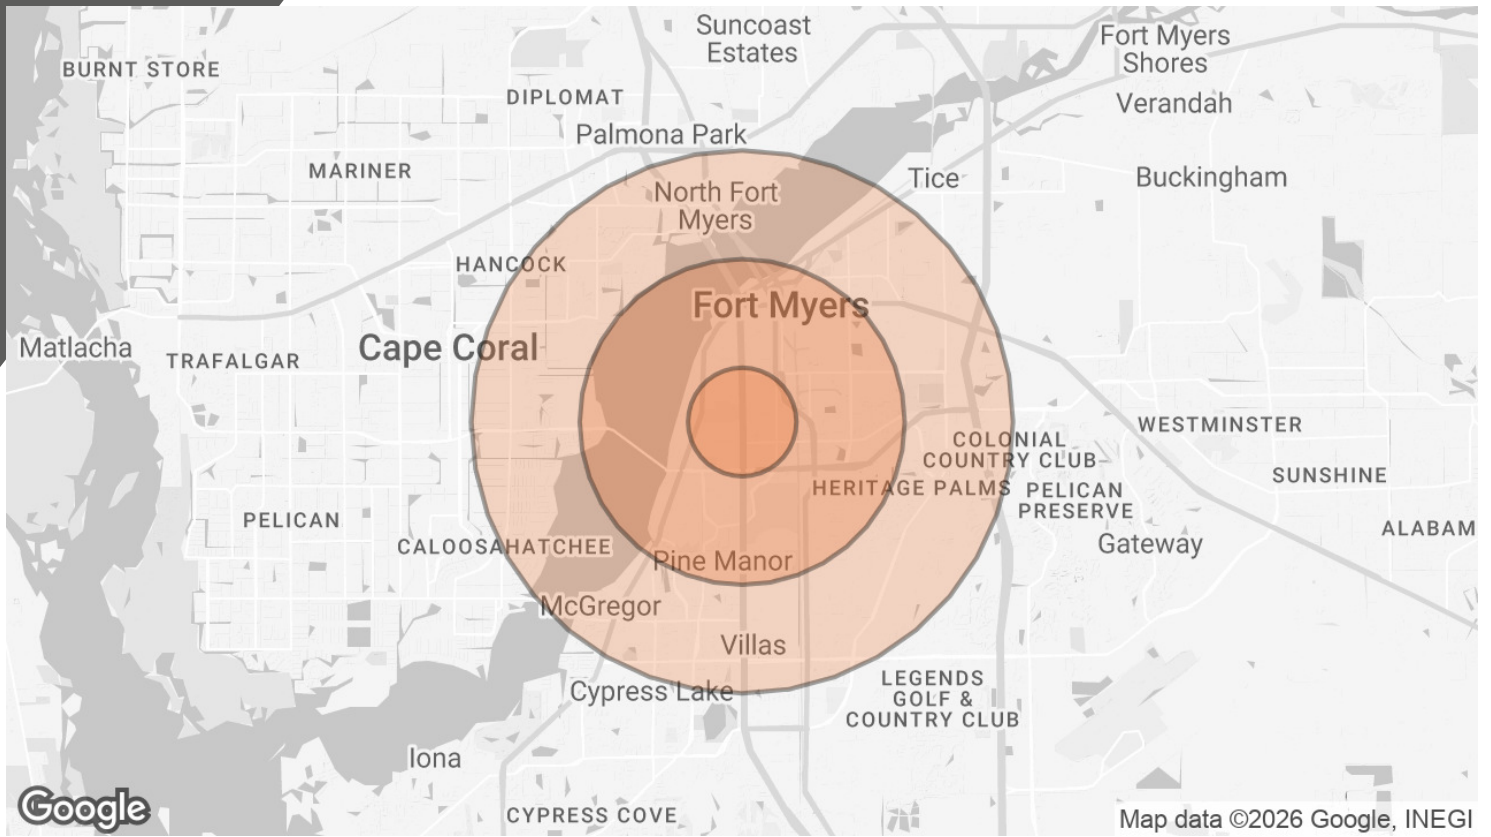 Suncoast
Estates
Fort Myers
Shores
BURNT STORE
DIPLOMAT
Verandah
Palmona Park
MARINER
North Fort
Myers
Tice
Buckingham
HANCOCK
Fort Myers
Matlacha
TRAFALGAR
Cape Coral
WESTMINSTER
COLONIAL
COUNTRY CLUB
SUNSHINE
HERITAGE PALMS
PELICAN
PRESERVE
PELICAN
ALABAM
CALOOSAHATCHEE
Gateway
Pine Manor
McGregor
Villas
Cypress Lake
LEGENDS
GOLF &
COUNTRY CLUB
Iona
Google
CYPRESS COVE
Map data ©2026 Google, INEGI